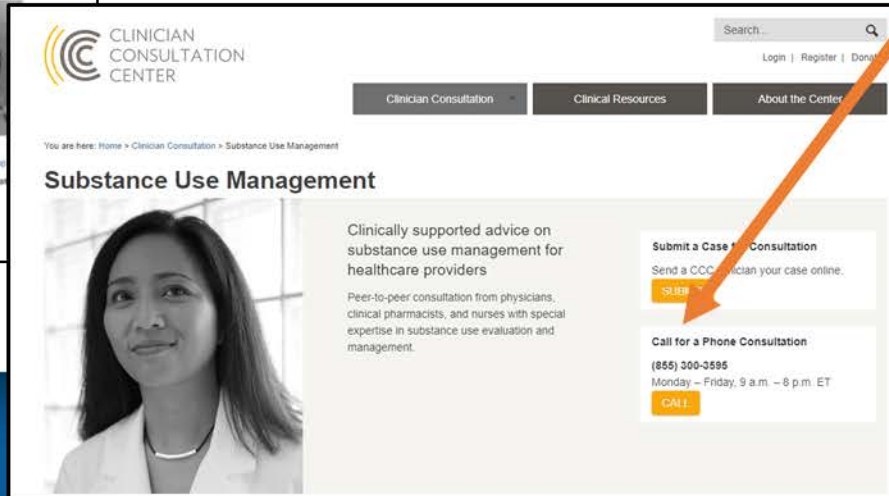 CLINICIAN
CONSULTATION
CENTER
Search...
Login | Register |
Clinician Consultation
Clinical Resources
About the Center
You are here: Home > Clinician Consultation > Substance Use Management
Substance Use Management
Clinically supported advice on
substance use management for
healthcare providers
Peer-to-peer consultation from physicians,
clinical pharmacists, and nurses with special
expertise in substance use evaluation and
management.
Submit a Case for Consultation
Send a CCC clinician your case online.
SUBMIT
Call for a Phone Consultation
(855) 300-3595
Monday – Friday, 9 a.m. – 8 p.m. ET
CALL